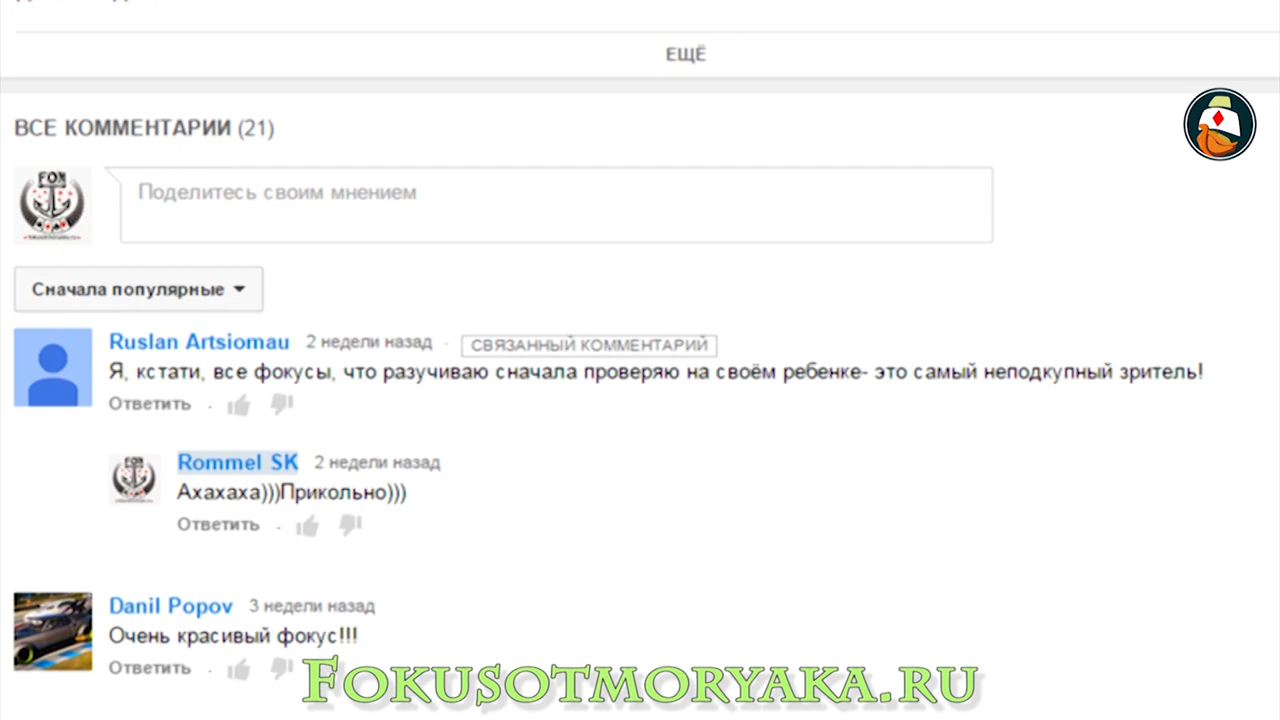 ЕЩЁ
ВСЕ КОММЕНТАРИИ (21)
FOM
Поделитесь своим мнением
Сначала популярные
Ruslan Artsiomau 2 недели назад · СВЯЗАННЫЙ КОММЕНТАРИЙ
Я, кстати, все фокусы, что разучиваю сначала проверяю на своём ребенке- это самый неподкупный зритель!
Ответить ·
Rommel SK 2 недели назад
Ахахаха)))Прикольно)))
Ответить ·
Danil Popov 3 недели назад
Очень красивый фокус!!!
Ответить ·
FOKUSOTMORYAKA.RU